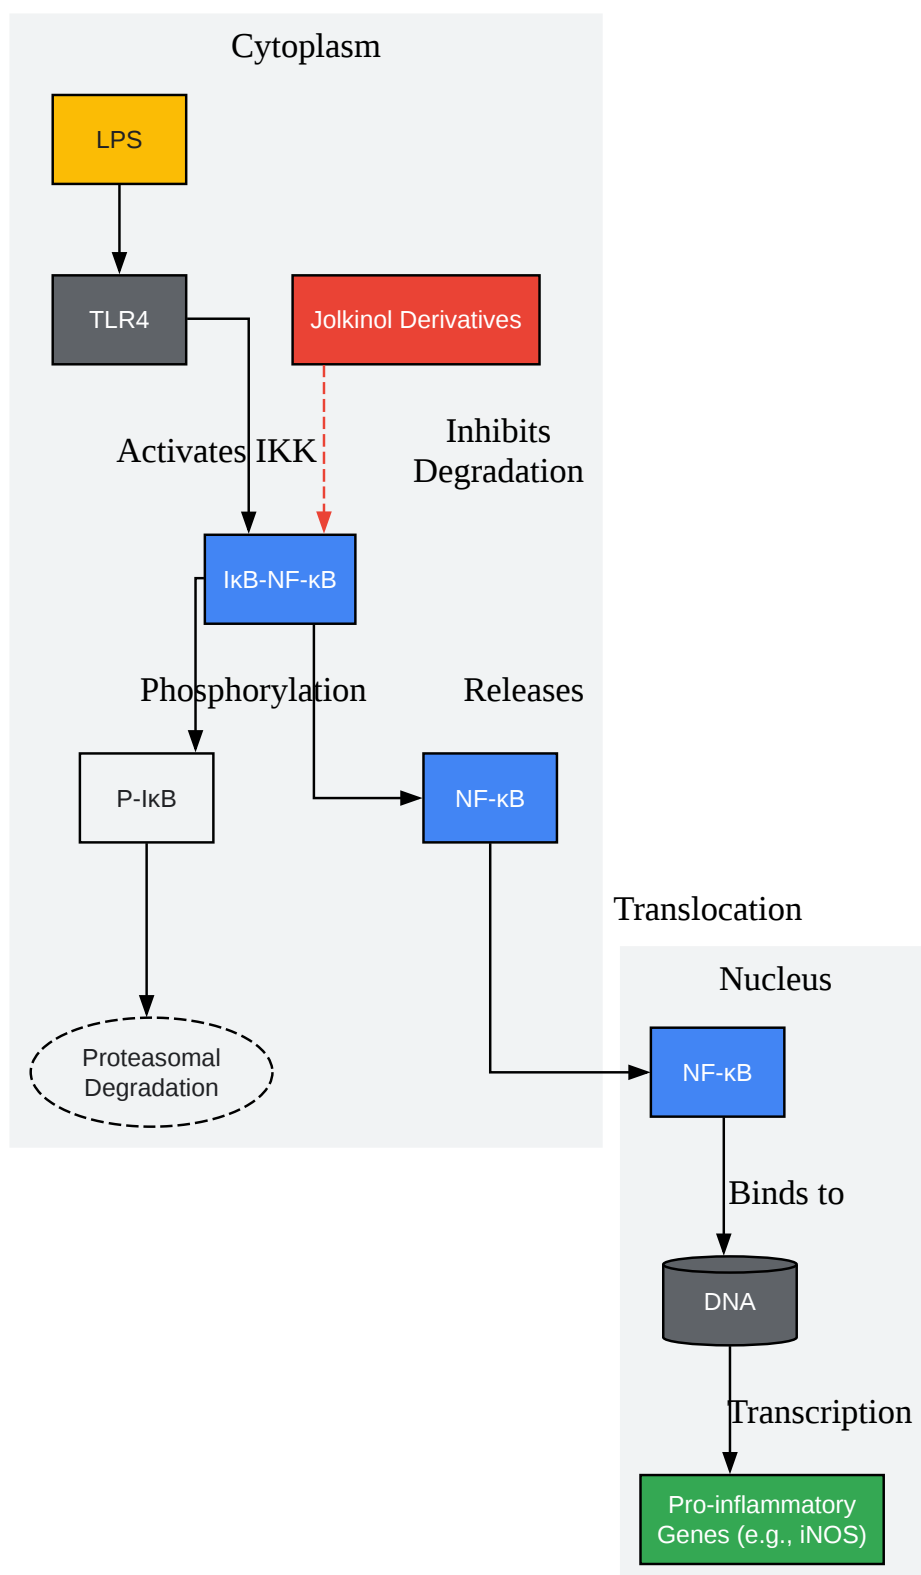 Cytoplasm
LPS
TLR4
Jolkinol Derivatives
Activates IKK
Inhibits
Degradation
IκB-NF-κB
Phosphorylation
Releases
P-IκB
NF-κB
Translocation
Nucleus
Proteasomal
Degradation
NF-κB
Binds to
DNA
Transcription
Pro-inflammatory
Genes (e.g., iNOS)